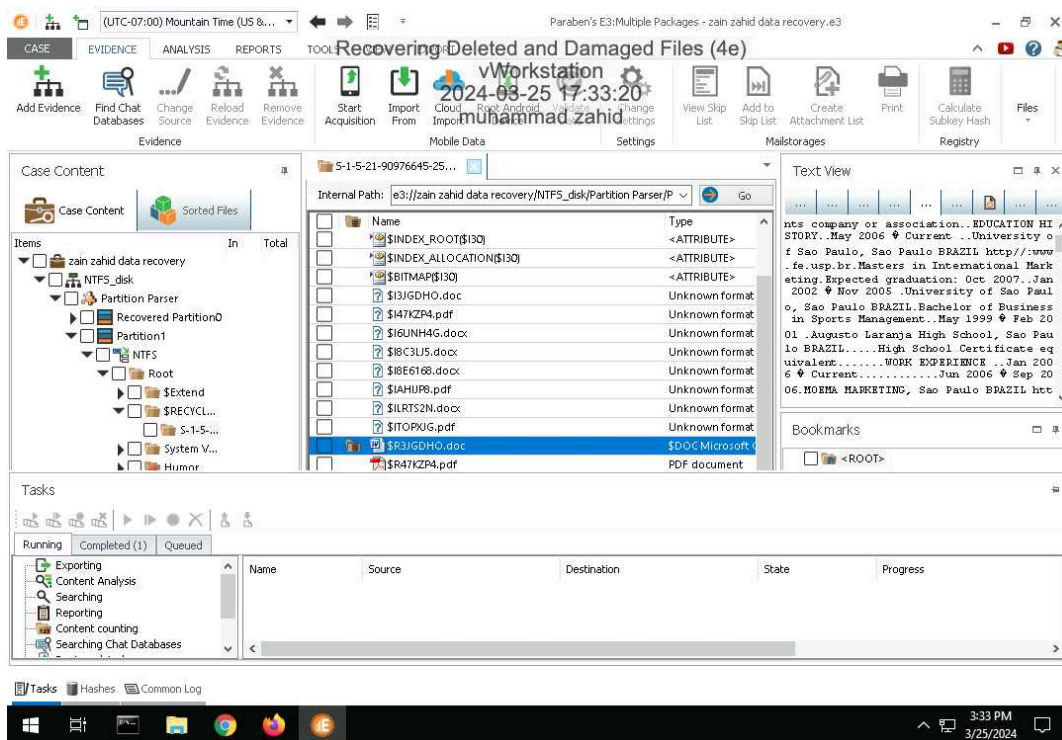 (UTC-07:00) Mountain Time (US &...
Paraben's E3:Multiple Packages - zain zahid data recovery.e3
CASE EVIDENCE ANALYSIS REPORTS
Recovering Deleted and Damaged Files (4e)
vWorkstation
2024-03-25 17:33:20
muhammad zahid
Add Evidence
Find Chat Databases
Change Source
Reload Evidence
Remove Evidence
Start Acquisition
Import From
Cloud Import
Root Android
Change Settings
View Skip List
Add to Skip List
Create Attachment List
Print
Calculate Subkey Hash
Files
Evidence
Mobile Data
Settings
Mailstorages
Registry
Case Content
Case Content
Sorted Files
Items In Total
zain zahid data recovery
NTFS_disk
Partition Parser
Recovered Partition0
Partition1
NTFS
Root
$Extend
$RECYCL...
S-1-5-...
System V...
Humor
S-1-5-21-90976645-25...
Internal Path: e3://zain zahid data recovery/NTFS_disk/Partition Parser/P Go
Name Type
$INDEX_ROOT($I30) <ATTRIBUTE>
$INDEX_ALLOCATION($I30) <ATTRIBUTE>
$BITMAP($I30) <ATTRIBUTE>
$I3JGDHO.doc Unknown format
$I47KZP4.pdf Unknown format
$I6UNH4G.docx Unknown format
$I8C3LJ5.docx Unknown format
$I8E6168.docx Unknown format
$IAHIJP8.pdf Unknown format
$ILRTS2N.docx Unknown format
$ITOPXJG.pdf Unknown format
$R3JGDHO.doc $DOC Microsoft
$R47KZP4.pdf PDF document
Text View
nts company or association..EDUCATION HI
STORY..May 2006 � Current ..University o
f Sao Paulo, Sao Paulo BRAZIL http//:www
.fe.usp.br.Masters in International Mark
eting.Expected graduation: Oct 2007..Jan
2002 � Nov 2005 .University of Sao Paul
o, Sao Paulo BRAZIL.Bachelor of Business
in Sports Management..May 1999 � Feb 20
01 .Augusto Laranja High School, Sao Pau
lo BRAZIL.....High School Certificate eq
uivalent.......WORK EXPERIENCE ..Jan 200
6 � Current............Jun 2006 � Sep 20
06.MOEMA MARKETING, Sao Paulo BRAZIL htt
Bookmarks
<ROOT>
Tasks
Running Completed (1) Queued
Exporting
Content Analysis
Searching
Reporting
Content counting
Searching Chat Databases
Name Source Destination State Progress
Tasks Hashes Common Log
3:33 PM
3/25/2024